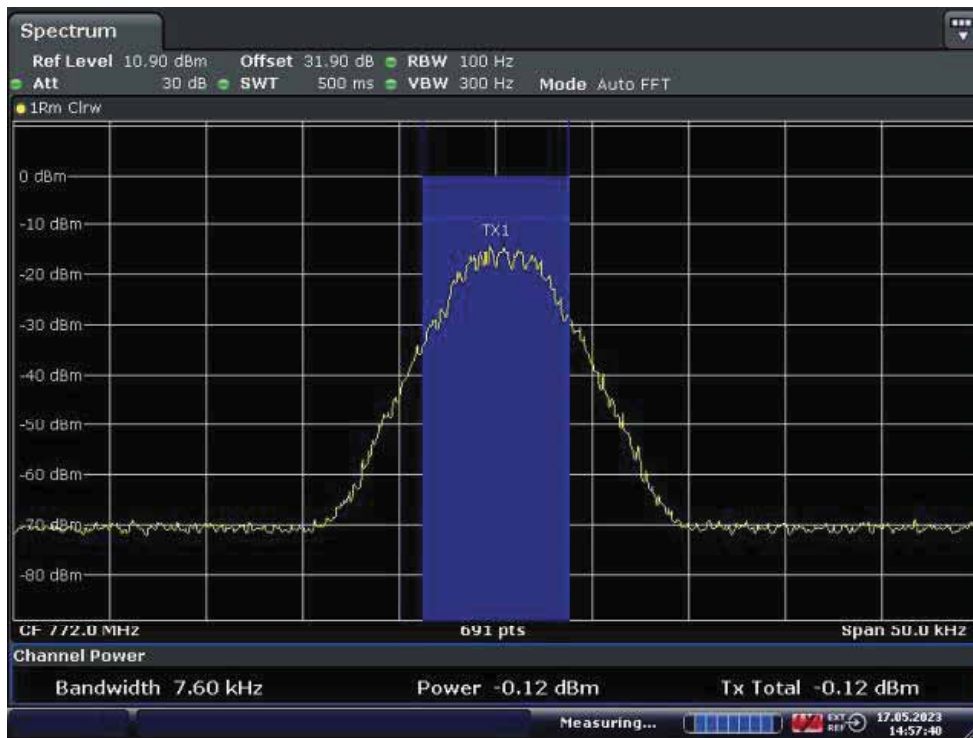 Spectrum
Ref Level 10.90 dBm Offset 31.90 dB RBW 100 Hz
Att 30 dB SWT 500 ms VBW 300 Hz Mode Auto FFT
1Rm Clrw
0 dBm
-10 dBm
TX1
-20 dBm
-30 dBm
-40 dBm
-50 dBm
-60 dBm
-70 dBm
-80 dBm
CF 772.0 MHz 691 pts Span 50.0 kHz
Channel Power
Bandwidth 7.60 kHz Power -0.12 dBm Tx Total -0.12 dBm
Measuring... EXT REF 17.05.2023
14:57:40